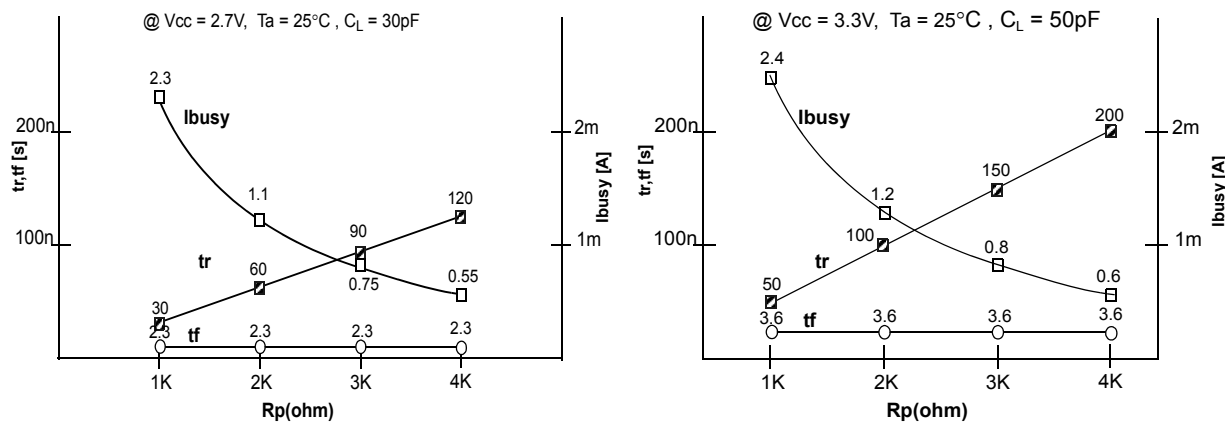 @ Vcc = 2.7V, Ta = 25°C , CL = 30pF
2.3
Ibusy
200n
2m
tr,tf [s]
Ibusy [A]
1.1
120
100n
90
1m
tr
60
0.75
0.55
30
tf
2.3
2.3
2.3
2.3
1K
2K
3K
4K
Rp(ohm)
@ Vcc = 3.3V, Ta = 25°C , CL = 50pF
2.4
Ibusy
200
200n
2m
tr,tf [s]
Ibusy [A]
150
1.2
100
100n
1m
tr
0.8
0.6
50
tf
3.6
3.6
3.6
3.6
1K
2K
3K
4K
Rp(ohm)